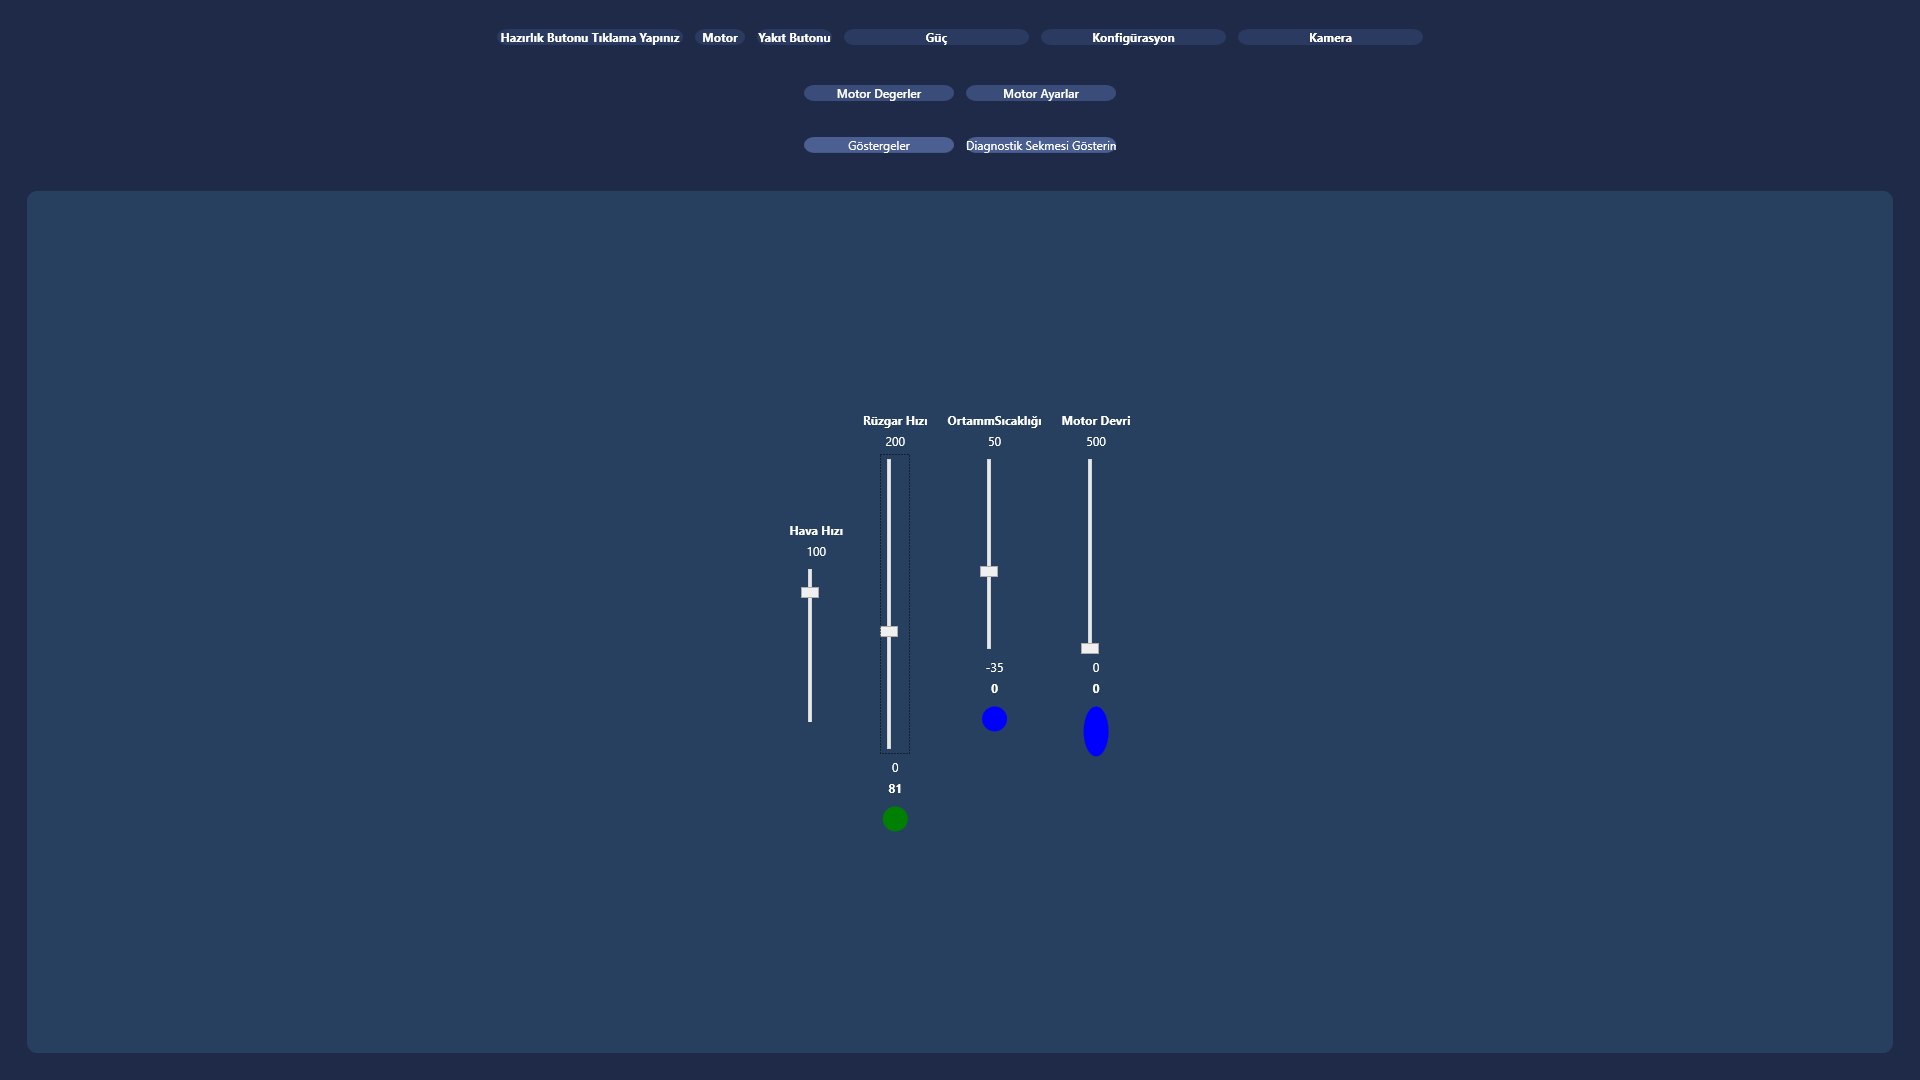 Hazırlık Butonu Tıklama Yapınız
Motor
Yakıt Butonu
Güç
Konfigürasyon
Kamera
Motor Degerler
Motor Ayarlar
Göstergeler
Diagnostik Sekmesi Gösterin
Hava Hızı
100
Rüzgar Hızı
200
0
81
OrtammSıcaklığı
50
-35
0
Motor Devri
500
0
0